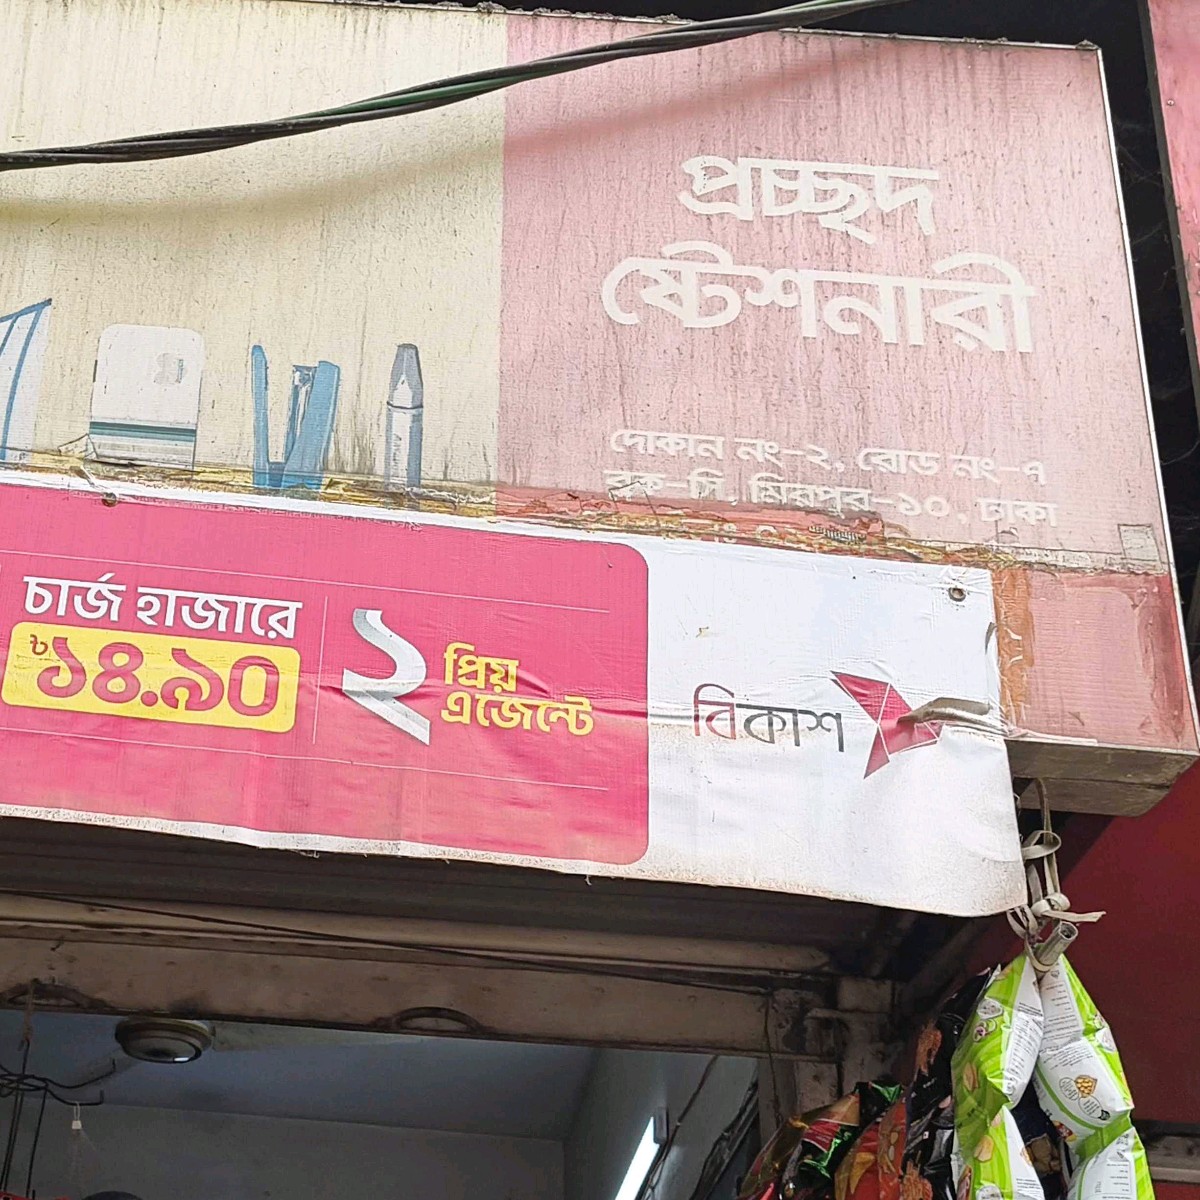 প্রচ্ছদ
ষ্টেশনারী
দোকান নং-২, রোড নং-৭
ব্লক-সি, মিরপুর-১০, ঢাকা
চার্জ হাজারে
৳১৪.৯০
২
প্রিয়
এজেন্টে
বিকাশ